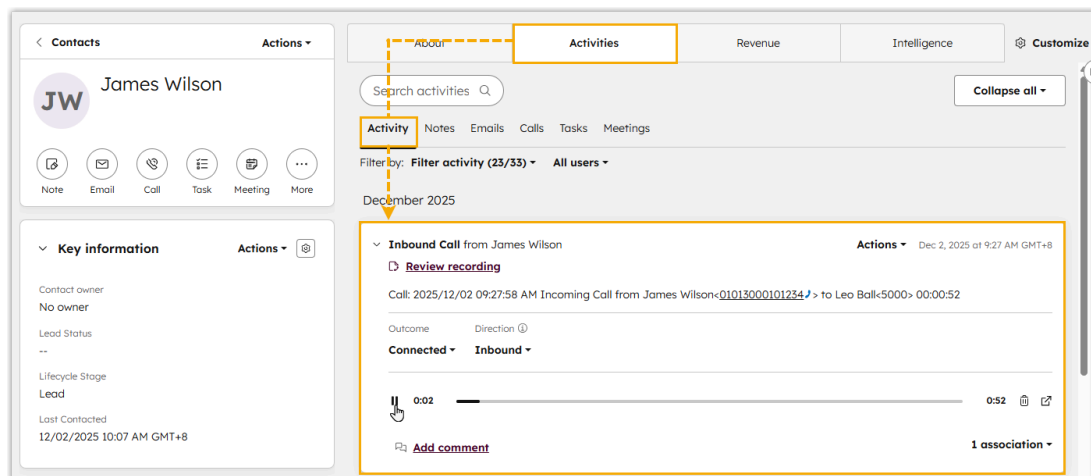 Contacts
Actions
JW
James Wilson
Note
Email
Call
Task
Meeting
More
Key information
Actions
Contact owner
No owner
Lead Status
--
Lifecycle Stage
Lead
Last Contacted
12/02/2025 10:07 AM GMT+8
About
Activities
Revenue
Intelligence
Customize
Search activities
Collapse all
Activity
Notes
Emails
Calls
Tasks
Meetings
Filter by: Filter activity (23/33)
All users
December 2025
Inbound Call from James Wilson
Actions
Dec 2, 2025 at 9:27 AM GMT+8
Review recording
Call: 2025/12/02 09:27:58 AM Incoming Call from James Wilson<01013000101234> to Leo Ball<5000> 00:00:52
Outcome
Direction
Connected
Inbound
0:02
0:52
Add comment
1 association